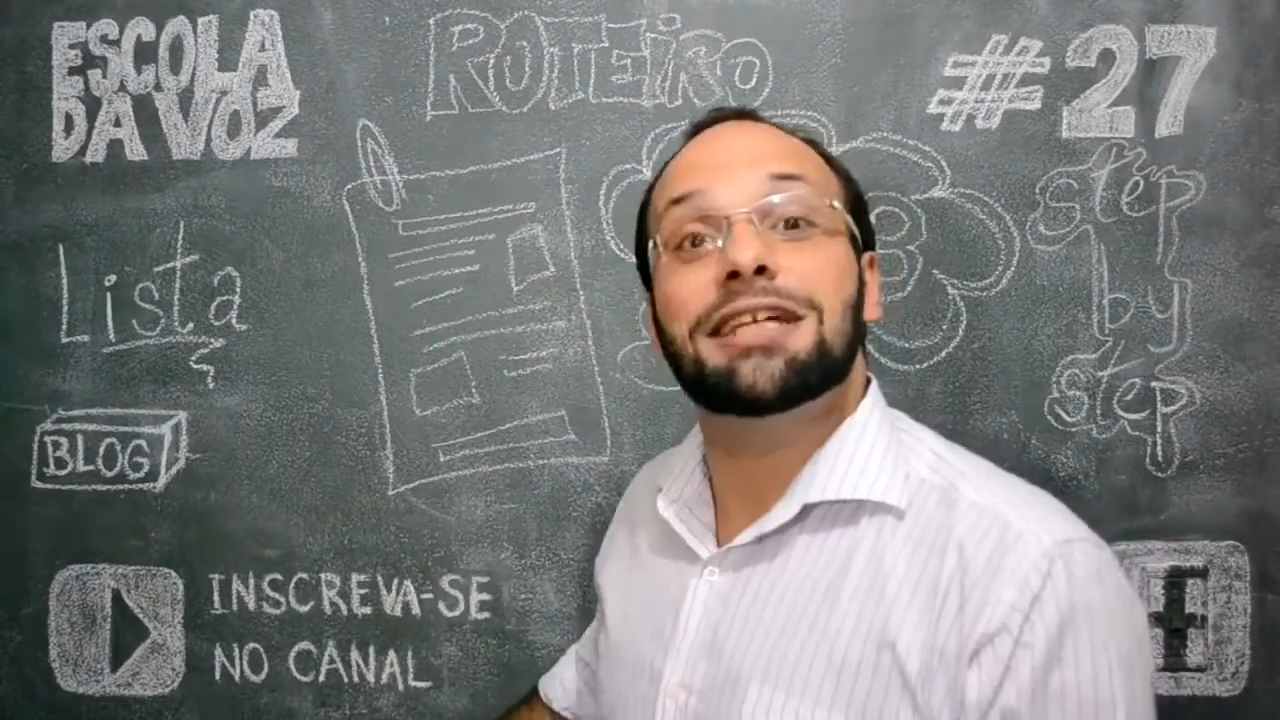 ESCOLA
DA VOZ
ROTEiRO
#27
Lista
BLOG
step
by
step
INSCREVA-SE
NO CANAL